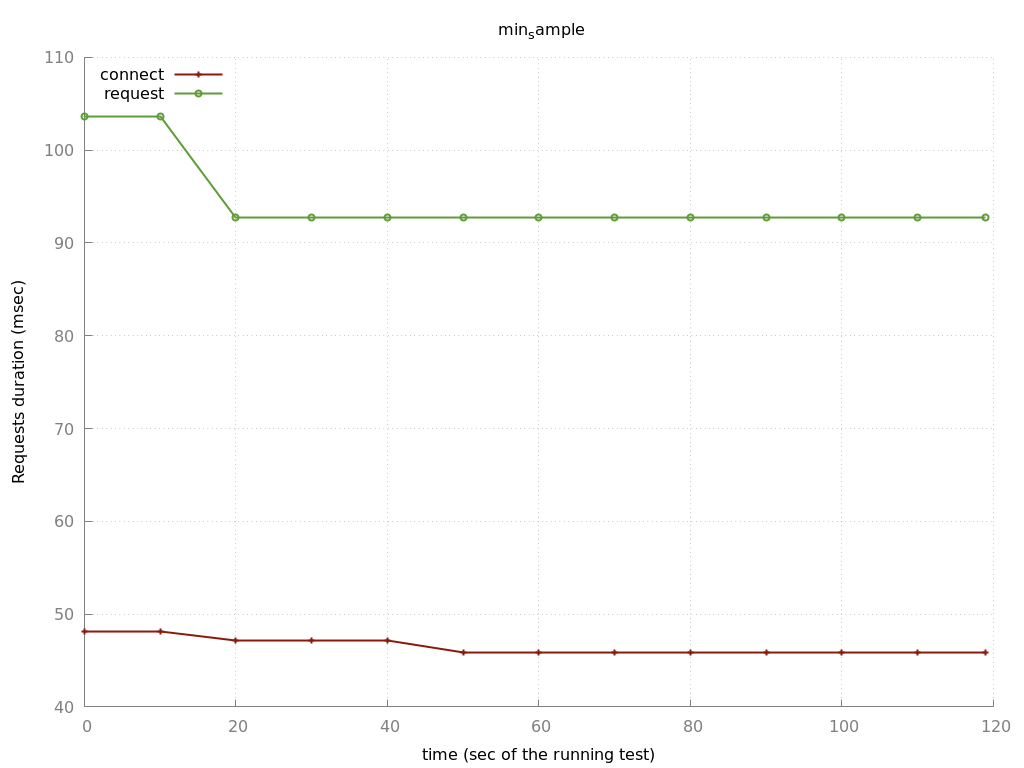 min_sample
110
connect
request
100
90
80
70
60
50
40
0 20 40 60 80 100 120
Requests duration (msec)
time (sec of the running test)